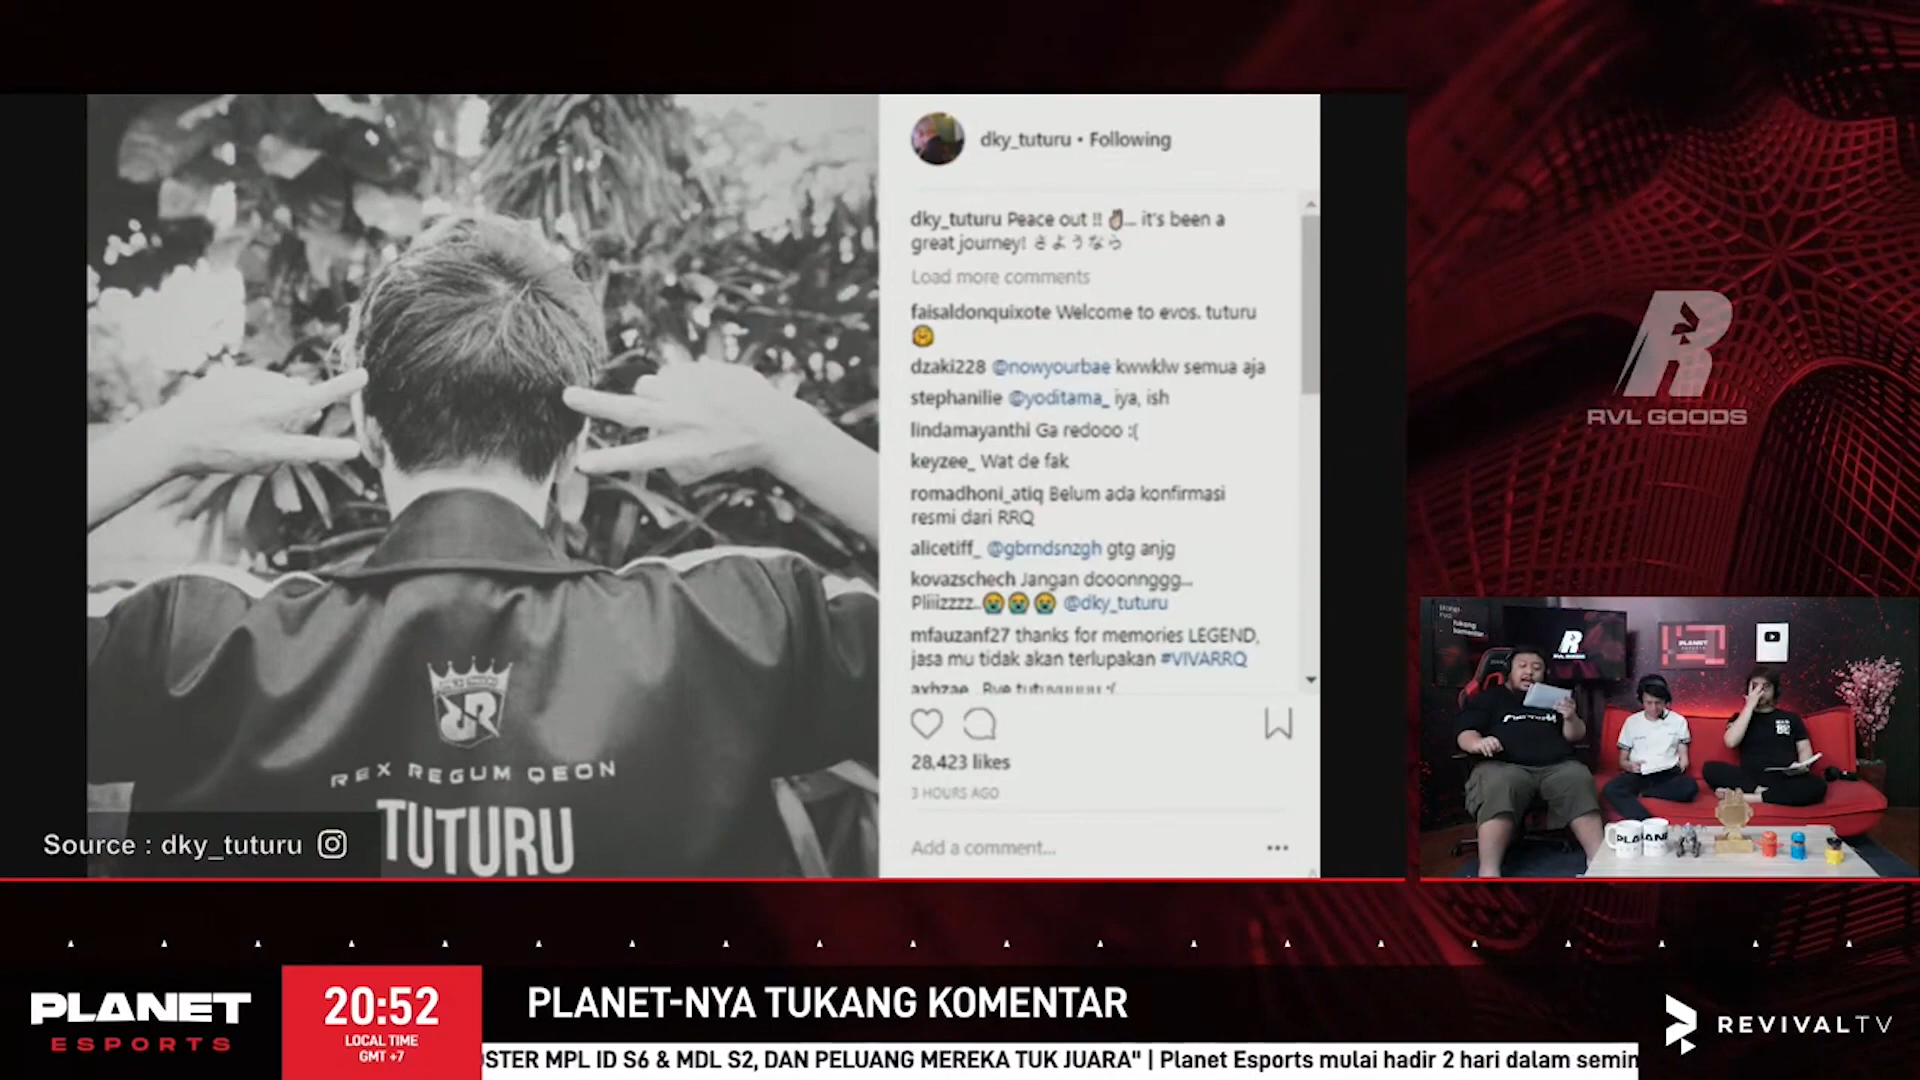 dky_tuturu • Following
dky_tuturu Peace out !! ✌... it's been a
great journey! さようなら
Load more comments
faisaldonquixote Welcome to evos. tuturu
dzaki228 @nowyourbae kwwklw semua aja
stephanilie @yoditama_ iya, ish
lindamayanthi Ga redooo :(
keyzee_ Wat de fak
romadhoni_atiq Belum ada konfirmasi
resmi dari RRQ
alicetiff_ @gbrndsnzgh gtg anjg
kovazschech Jangan dooonnggg...
Pliiizzzz..😭😭😭 @dky_tuturu
mfauzanf27 thanks for memories LEGEND,
jasa mu tidak akan terlupakan #VIVARRQ
28,423 likes
3 HOURS AGO
Add a comment...
REX REGUM QEON
TUTURU
Source : dky_tuturu
RVL GOODS
PLANET
ESPORTS
20:52
LOCAL TIME
GMT +7
PLANET-NYA TUKANG KOMENTAR
OSTER MPL ID S6 & MDL S2, DAN PELUANG MEREKA TUK JUARA" | Planet Esports mulai hadir 2 hari dalam semin
REVIVALTV